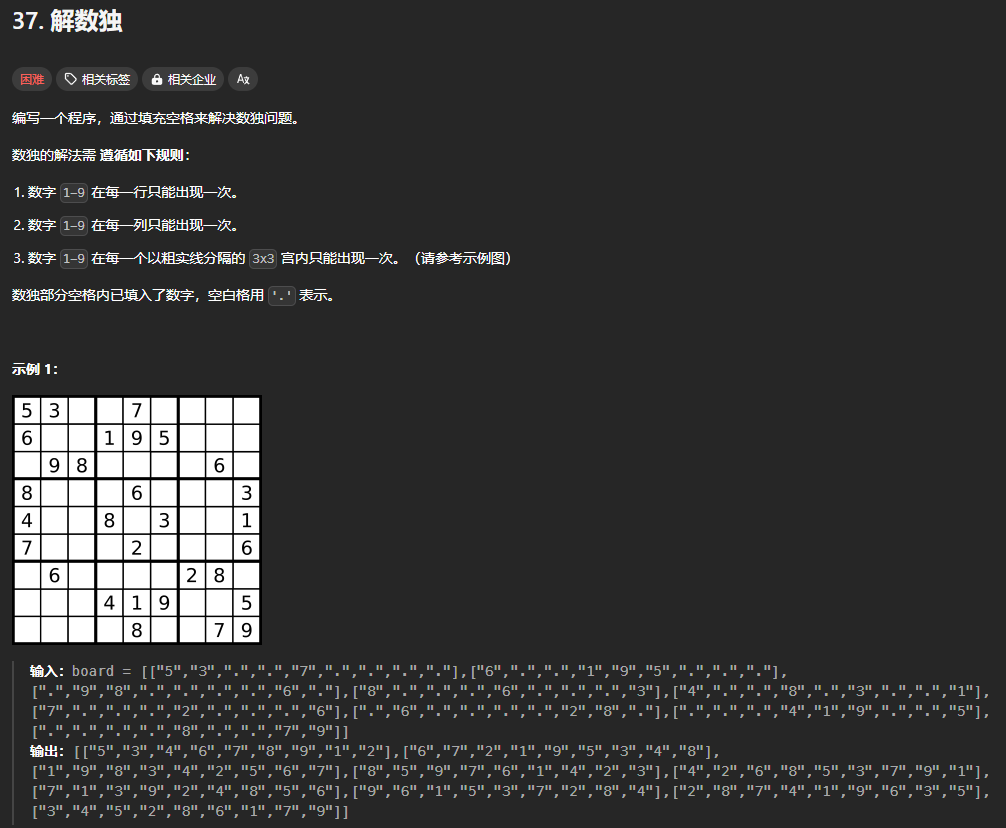 37. 解数独
困难 相关标签 相关企业 Ax
编写一个程序，通过填充空格来解决数独问题。
数独的解法需 遵循如下规则：
1. 数字 1-9 在每一行只能出现一次。
2. 数字 1-9 在每一列只能出现一次。
3. 数字 1-9 在每一个以粗实线分隔的 3x3 宫内只能出现一次。（请参考示例图）
数独部分空格内已填入了数字，空白格用 '.' 表示。
示例 1：
5 3 7
6 1 9 5
9 8 6
8 6 3
4 8 3 1
7 2 6
6 2 8
4 1 9 5
8 7 9
输入：board = [["5","3",".",".","7",".",".",".","."],["6",".",".","1","9","5",".",".","."],
[".","9","8",".",".",".",".","6","."],["8",".",".",".","6",".",".",".","3"],["4",".",".","8",".","3",".",".","1"],
["7",".",".",".","2",".",".",".","6"],[".","6",".",".",".",".","2","8","."],[".",".",".","4","1","9",".",".","5"],
[".",".",".",".","8",".",".","7","9"]]
输出：[["5","3","4","6","7","8","9","1","2"],["6","7","2","1","9","5","3","4","8"],
["1","9","8","3","4","2","5","6","7"],["8","5","9","7","6","1","4","2","3"],["4","2","6","8","5","3","7","9","1"],
["7","1","3","9","2","4","8","5","6"],["9","6","1","5","3","7","2","8","4"],["2","8","7","4","1","9","6","3","5"],
["3","4","5","2","8","6","1","7","9"]]